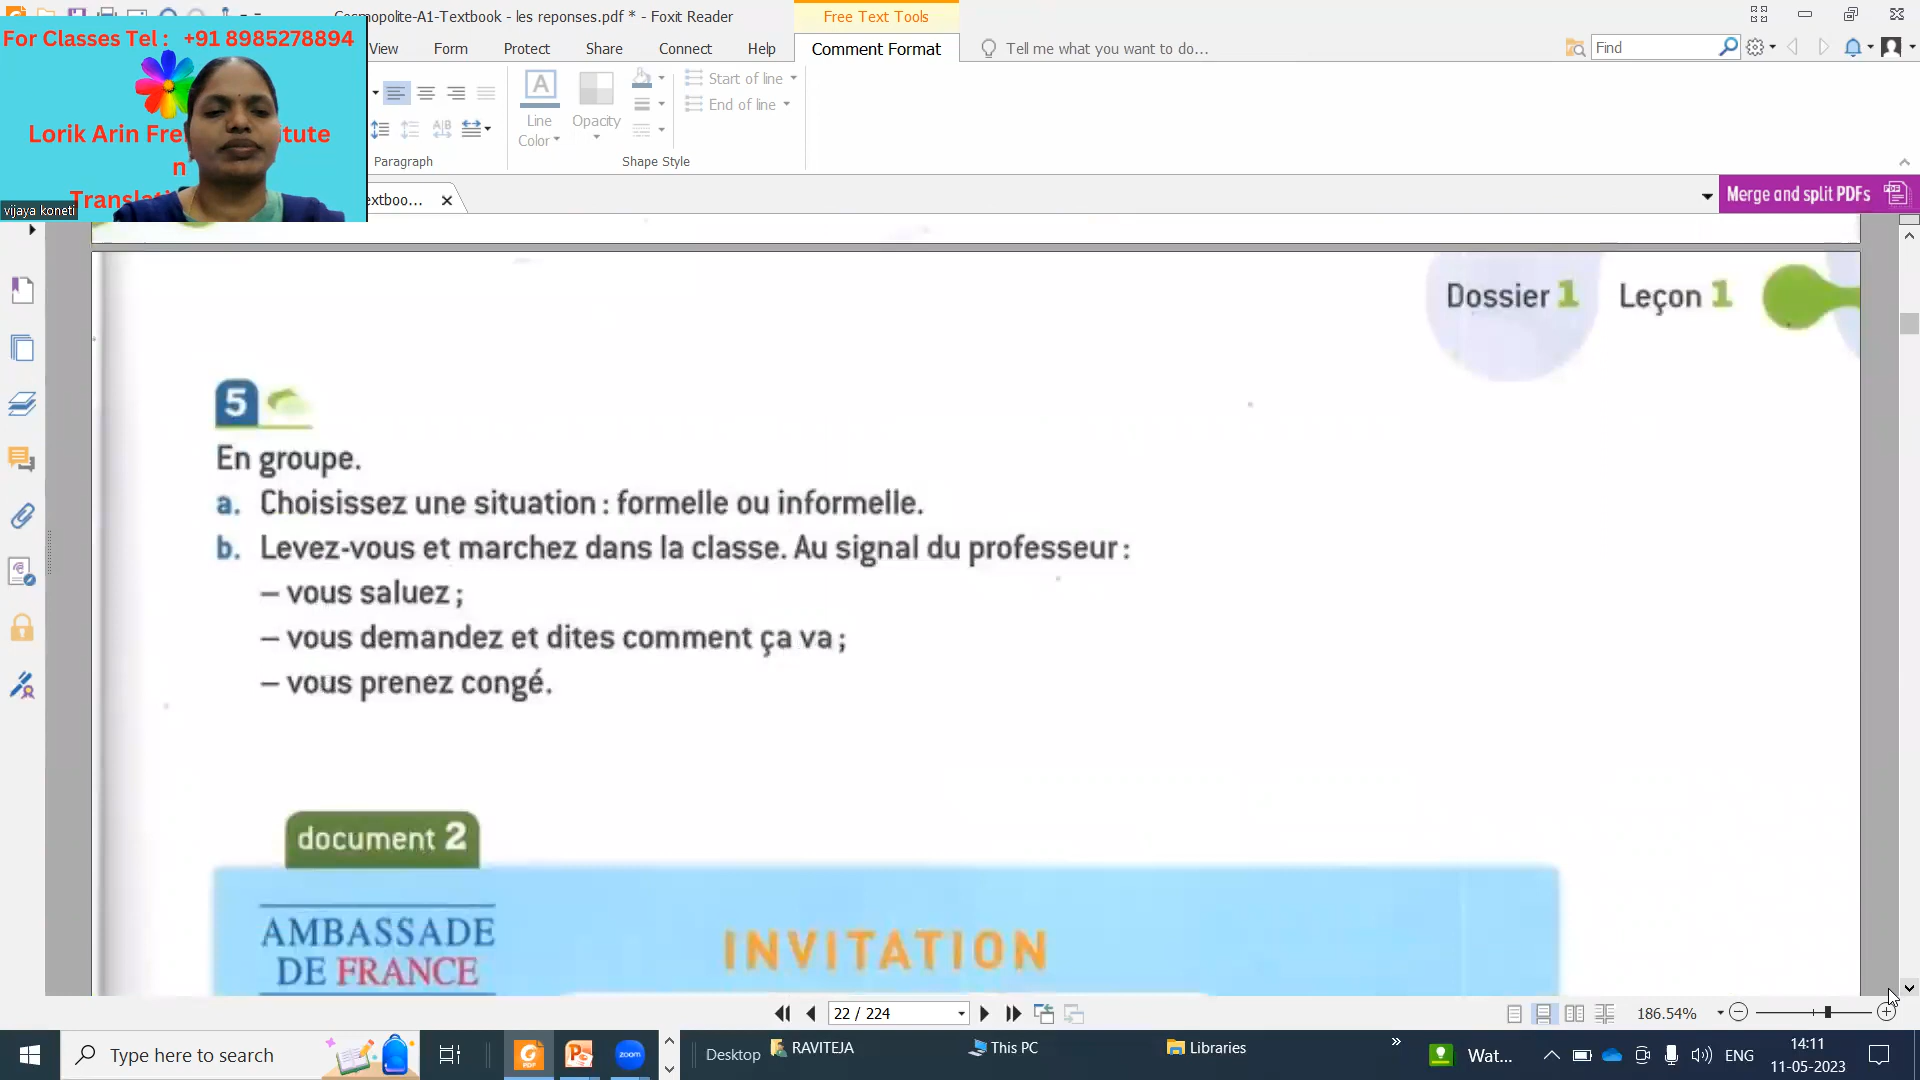 Cosmopolite-A1-Textbook - les reponses.pdf * - Foxit Reader
Free Text Tools
For Classes Tel : +91 8985278894
Lorik Arin Fre
itute
n
Translati
vijaya koneti
View Form Protect Share Connect Help Comment Format Tell me what you want to do... Find
Line
Color
Opacity
Start of line
End of line
Paragraph
Shape Style
extboo...
Merge and split PDFs
Dossier 1 Leçon 1
5
En groupe.
a. Choisissez une situation : formelle ou informelle.
b. Levez-vous et marchez dans la classe. Au signal du professeur :
– vous saluez ;
– vous demandez et dites comment ça va ;
– vous prenez congé.
document 2
AMBASSADE
DE FRANCE
INVITATION
22 / 224
186.54%
Type here to search
zoom
Desktop
RAVITEJA
This PC
Libraries
»
Wat...
ENG
14:11
11-05-2023